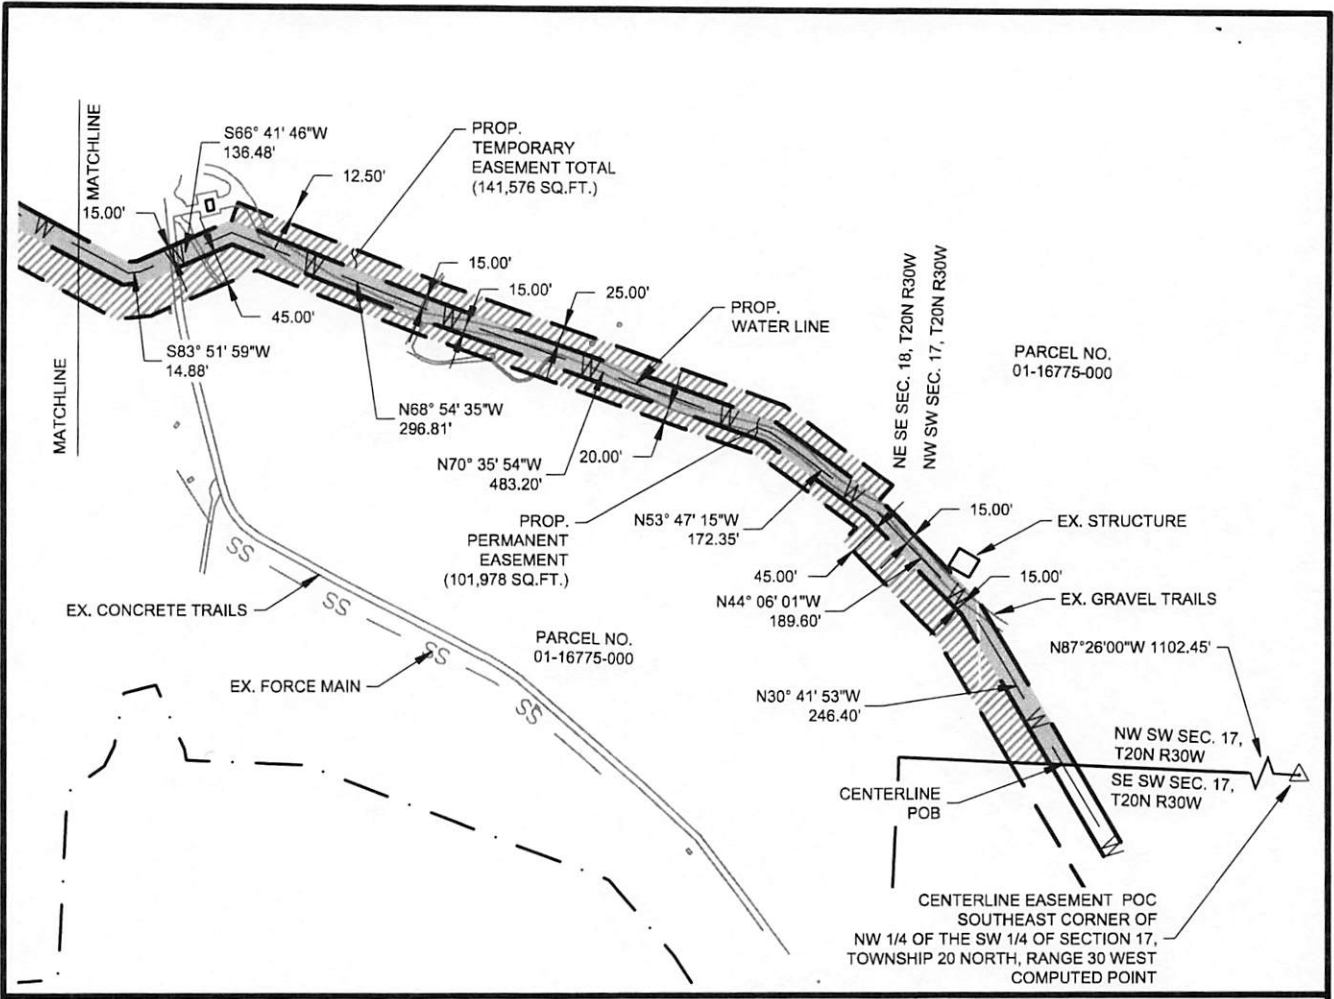 MATCHLINE
S66° 41' 46"W
136.48'
PROP.
TEMPORARY
EASEMENT TOTAL
(141,576 SQ.FT.)
12.50'
15.00'
W
W
W
15.00'
15.00'
25.00'
45.00'
W
PROP.
WATER LINE
NE SE SEC. 18, T20N R30W
NW SW SEC. 17, T20N R30W
PARCEL NO.
01-16775-000
S83° 51' 59"W
14.88'
MATCHLINE
W
N68° 54' 35"W
296.81'
W
N70° 35' 54"W
483.20'
20.00'
PROP.
PERMANENT
EASEMENT
(101,978 SQ.FT.)
N53° 47' 15"W
172.35'
W
15.00'
EX. STRUCTURE
SS
45.00'
15.00'
W
N44° 06' 01"W
189.60'
EX. GRAVEL TRAILS
EX. CONCRETE TRAILS
SS
PARCEL NO.
01-16775-000
SS
N87°26'00"W 1102.45'
EX. FORCE MAIN
SS
N30° 41' 53"W
246.40'
W
NW SW SEC. 17,
T20N R30W
SE SW SEC. 17,
T20N R30W
CENTERLINE
POB
W
CENTERLINE EASEMENT POC
SOUTHEAST CORNER OF
NW 1/4 OF THE SW 1/4 OF SECTION 17,
TOWNSHIP 20 NORTH, RANGE 30 WEST
COMPUTED POINT